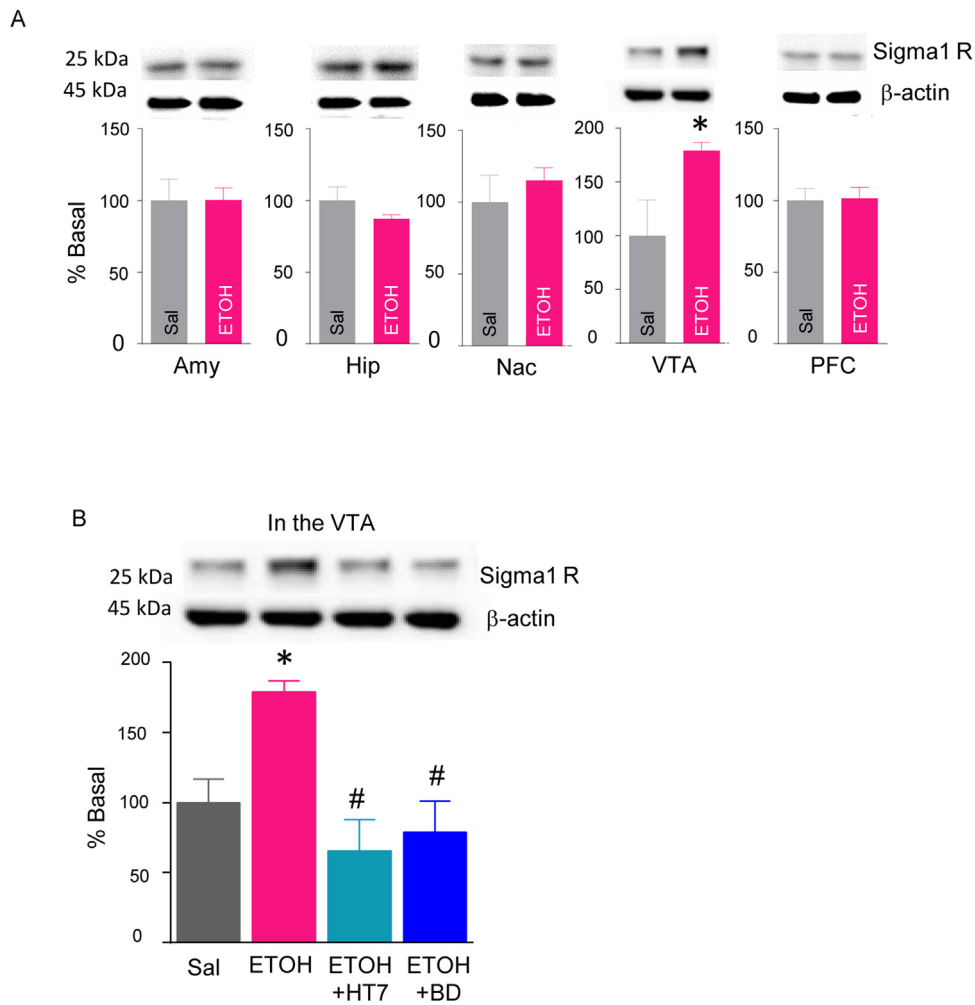 A
25 kDa
Sigma1 R
45 kDa
β-actin
% Basal
150
100
50
0
Sal
ETOH
Amy
150
100
50
0
Sal
ETOH
Hip
150
100
50
0
Sal
ETOH
Nac
200
150
100
50
0
*
Sal
ETOH
VTA
150
100
50
0
Sal
ETOH
PFC
B
In the VTA
25 kDa
Sigma1 R
45 kDa
β-actin
% Basal
200
150
100
50
0
*
#
#
Sal
ETOH
ETOH
+HT7
ETOH
+BD